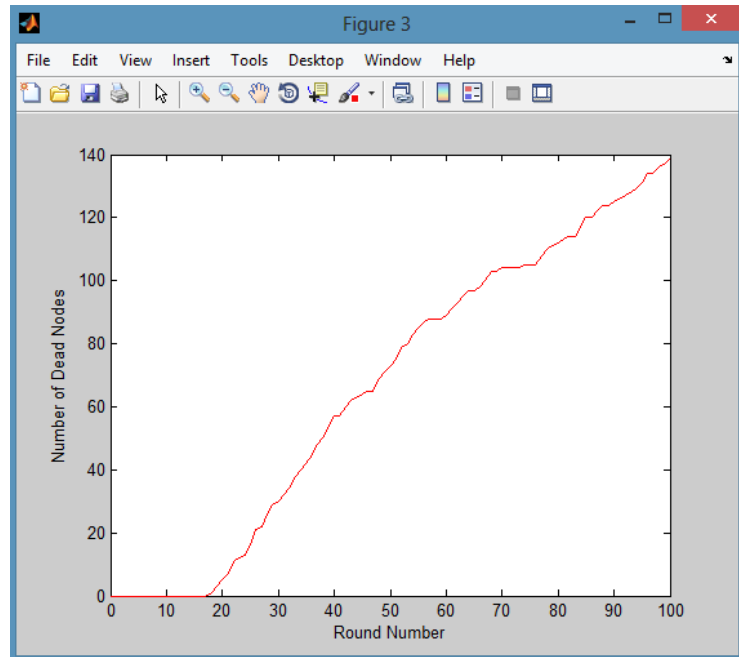 Figure 3
File Edit View Insert Tools Desktop Window Help
140
120
100
80
60
40
20
0
Number of Dead Nodes
0 10 20 30 40 50 60 70 80 90 100
Round Number